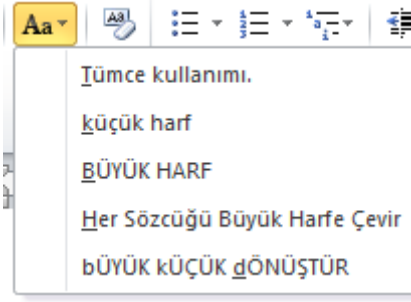 Aa
Tümce kullanımı.
küçük harf
BÜYÜK HARF
Her Sözcüğü Büyük Harfe Çevir
bÜYÜK kÜÇÜK dÖNÜŞTÜR